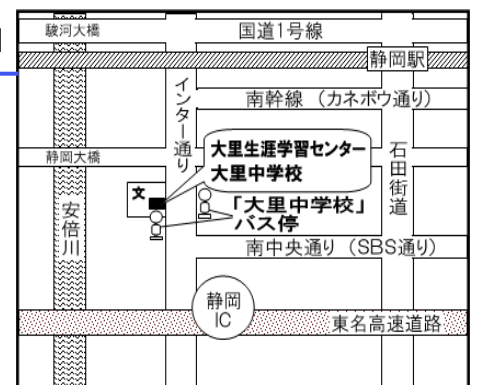 駿河大橋
国道1号線
静岡駅
インター通り
南幹線（カネボウ通り）
静岡大橋
大里生涯学習センター
大里中学校
石田街道
文
「大里中学校」
バス停
安倍川
南中央通り（SBS通り）
静岡
IC
東名高速道路